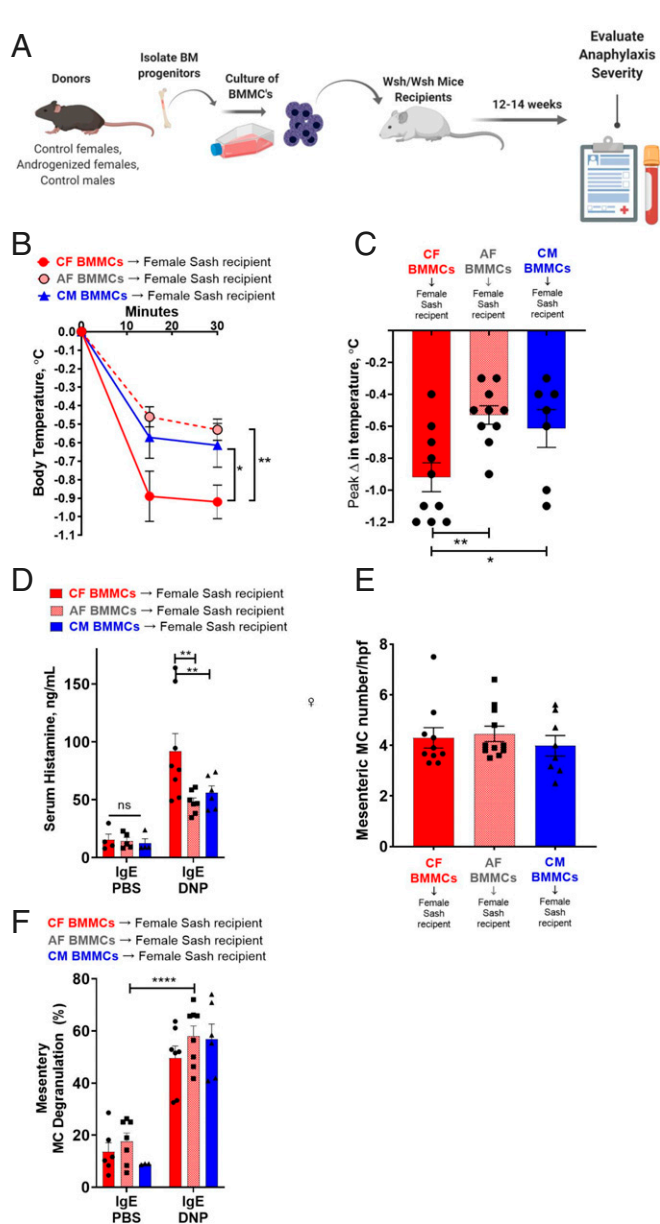 A
Donors
Isolate BM
progenitors
Culture of
BMMC's
Wsh/Wsh Mice
Recipients
12-14 weeks
Evaluate
Anaphylaxis
Severity
Control females,
Androgenized females,
Control males
B
CF BMMCs → Female Sash recipient
AF BMMCs → Female Sash recipient
CM BMMCs → Female Sash recipient
Minutes
0 10 20 30
Body Temperature, °C
0.0
-0.1
-0.2
-0.3
-0.4
-0.5
-0.6
-0.7
-0.8
-0.9
-1.0
-1.1
*
**
C
CF
BMMCs
↓
Female
Sash
recipent
AF
BMMCs
↓
Female
Sash
recipent
CM
BMMCs
↓
Female
Sash
recipent
Peak Δ in temperature, °C
-0.2
-0.4
-0.6
-0.8
-1.0
-1.2
**
*
D
CF BMMCs → Female Sash recipient
AF BMMCs → Female Sash recipient
CM BMMCs → Female Sash recipient
Serum Histamine, ng/mL
150
100
50
0
ns
**
**
IgE
PBS
IgE
DNP
♀
E
Mesenteric MC number/hpf
8
6
4
2
0
CF
BMMCs
↓
Female
Sash
recipent
AF
BMMCs
↓
Female
Sash
recipent
CM
BMMCs
↓
Female
Sash
recipent
F
CF BMMCs → Female Sash recipient
AF BMMCs → Female Sash recipient
CM BMMCs → Female Sash recipient
Mesentery
MC Degranulation (%)
80
60
40
20
0
****
IgE
PBS
IgE
DNP